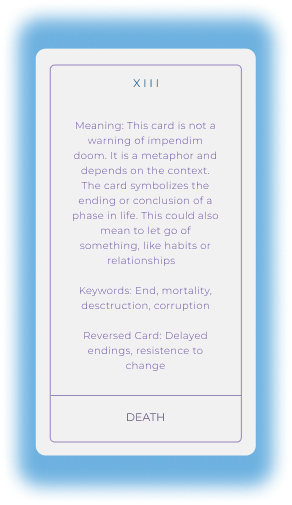 XIII
Meaning: This card is not a
warning of impendim
doom. It is a metaphor and
depends on the context.
The card symbolizes the
ending or conclusion of a
phase in life. This could also
mean to let go of
something, like habits or
relationships
Keywords: End, mortality,
desctruction, corruption
Reversed Card: Delayed
endings, resistence to
change
DEATH